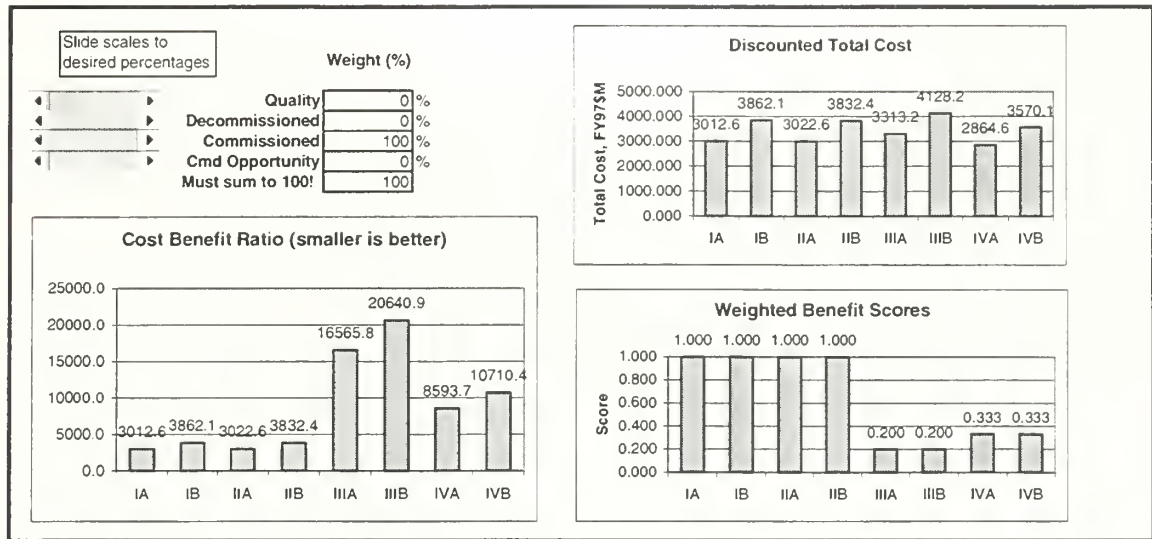 Slide scales to
desired percentages
Weight (%)
Quality 0 %
Decommissioned 0 %
Commissioned 100 %
Cmd Opportunity 0 %
Must sum to 100! 100
Discounted Total Cost
Total Cost, FY97$M
5000.000
4000.000
3000.000
2000.000
1000.000
0.000
3012.6 3862.1 3022.6 3832.4 3313.2 4128.2 2864.6 3570.1
IA IB IIA IIB IIIA IIIB IVA IVB
Cost Benefit Ratio (smaller is better)
25000.0
20000.0
15000.0
10000.0
5000.0
0.0
3012.6 3862.1 3022.6 3832.4 16565.8 20640.9 8593.7 10710.4
IA IB IIA IIB IIIA IIIB IVA IVB
Weighted Benefit Scores
Score
1.000
0.800
0.600
0.400
0.200
0.000
1.000 1.000 1.000 1.000 0.200 0.200 0.333 0.333
IA IB IIA IIB IIIA IIIB IVA IVB